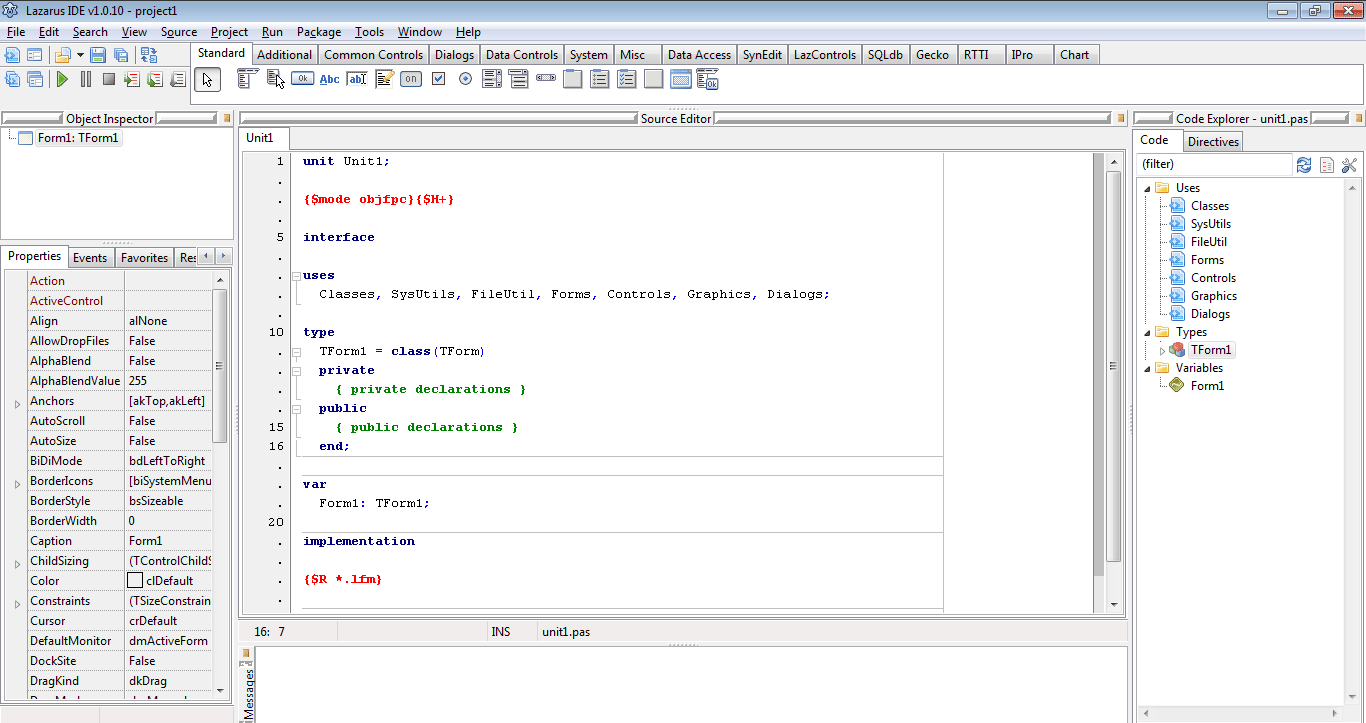 Lazarus IDE v1.0.10 - project1
File Edit Search View Source Project Run Package Tools Window Help
Standard Additional Common Controls Dialogs Data Controls System Misc Data Access SynEdit LazControls SQLdb Gecko RTTI IPro Chart
Ok Abc abI on Ok
Object Inspector
Form1: TForm1
Properties Events Favorites Res
Action
ActiveControl
Align alNone
AllowDropFiles False
AlphaBlend False
AlphaBlendValue 255
Anchors [akTop,akLeft]
AutoScroll False
AutoSize False
BiDiMode bdLeftToRight
BorderIcons [biSystemMenu
BorderStyle bsSizeable
BorderWidth 0
Caption Form1
ChildSizing (TControlChildS
Color clDefault
Constraints (TSizeConstrain
Cursor crDefault
DefaultMonitor dmActiveForm
DockSite False
DragKind dkDrag
Source Editor
Unit1
1 unit Unit1;
.
. {$mode objfpc}{$H+}
.
5 interface
.
. uses
. Classes, SysUtils, FileUtil, Forms, Controls, Graphics, Dialogs;
.
10 type
. TForm1 = class(TForm)
. private
. { private declarations }
. public
15 { public declarations }
16 end;
.
. var
. Form1: TForm1;
20
. implementation
.
. {$R *.lfm}
.
16: 7 INS unit1.pas
Messages
Code Explorer - unit1.pas
Code Directives
(filter)
Uses
Classes
SysUtils
FileUtil
Forms
Controls
Graphics
Dialogs
Types
TForm1
Variables
Form1